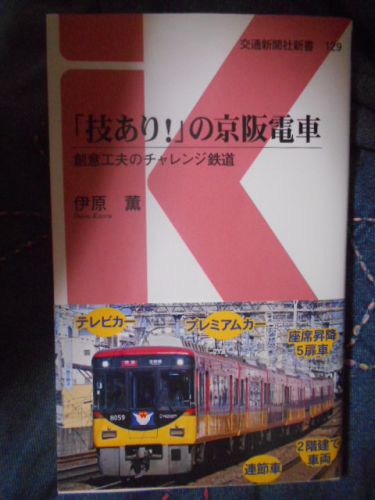 交通新聞社新書 129
「技あり！」の京阪電車
創意工夫のチャレンジ鉄道
伊原 薫
Ihara Kaoru
テレビカー
プレミアムカー
座席昇降
5扉車
8059
2階建て
車両
連節車